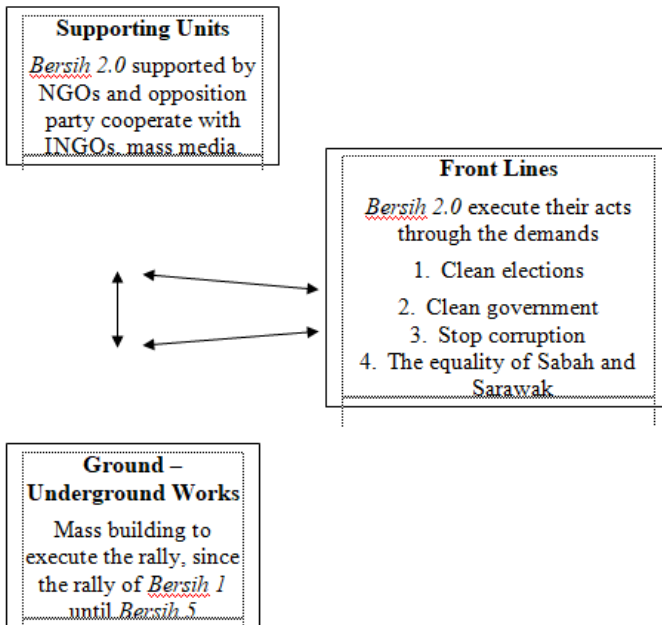 Supporting Units
Bersih 2.0 supported by
NGOs and opposition
party cooperate with
INGOs, mass media.
Front Lines
Bersih 2.0 execute their acts
through the demands
1. Clean elections
2. Clean government
3. Stop corruption
4. The equality of Sabah and
Sarawak
Ground –
Underground Works
Mass building to
execute the rally, since
the rally of Bersih 1
until Bersih 5